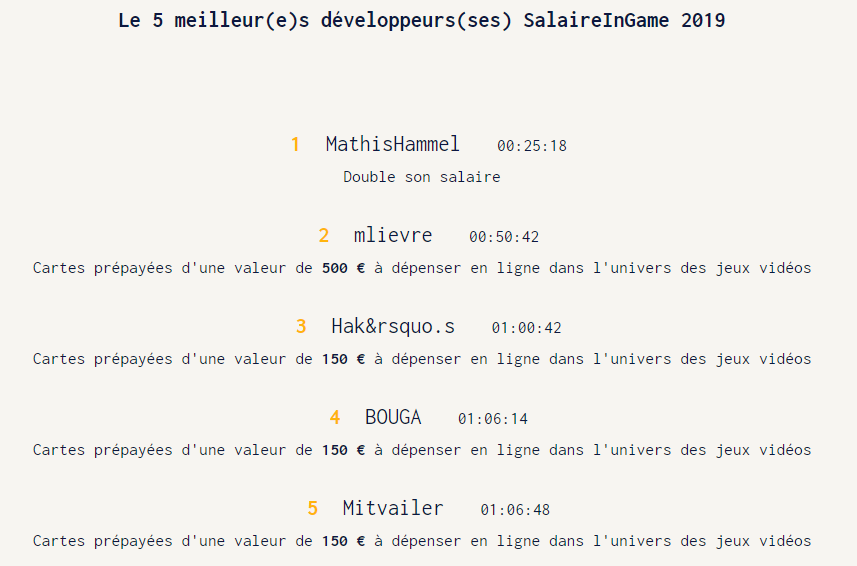 Le 5 meilleur(e)s développeurs(ses) SalaireInGame 2019
1 MathisHammel 00:25:18
Double son salaire
2 mlievre 00:50:42
Cartes prépayées d'une valeur de 500 € à dépenser en ligne dans l'univers des jeux vidéos
3 Hak&rsquo.s 01:00:42
Cartes prépayées d'une valeur de 150 € à dépenser en ligne dans l'univers des jeux vidéos
4 BOUGA 01:06:14
Cartes prépayées d'une valeur de 150 € à dépenser en ligne dans l'univers des jeux vidéos
5 Mitvailer 01:06:48
Cartes prépayées d'une valeur de 150 € à dépenser en ligne dans l'univers des jeux vidéos